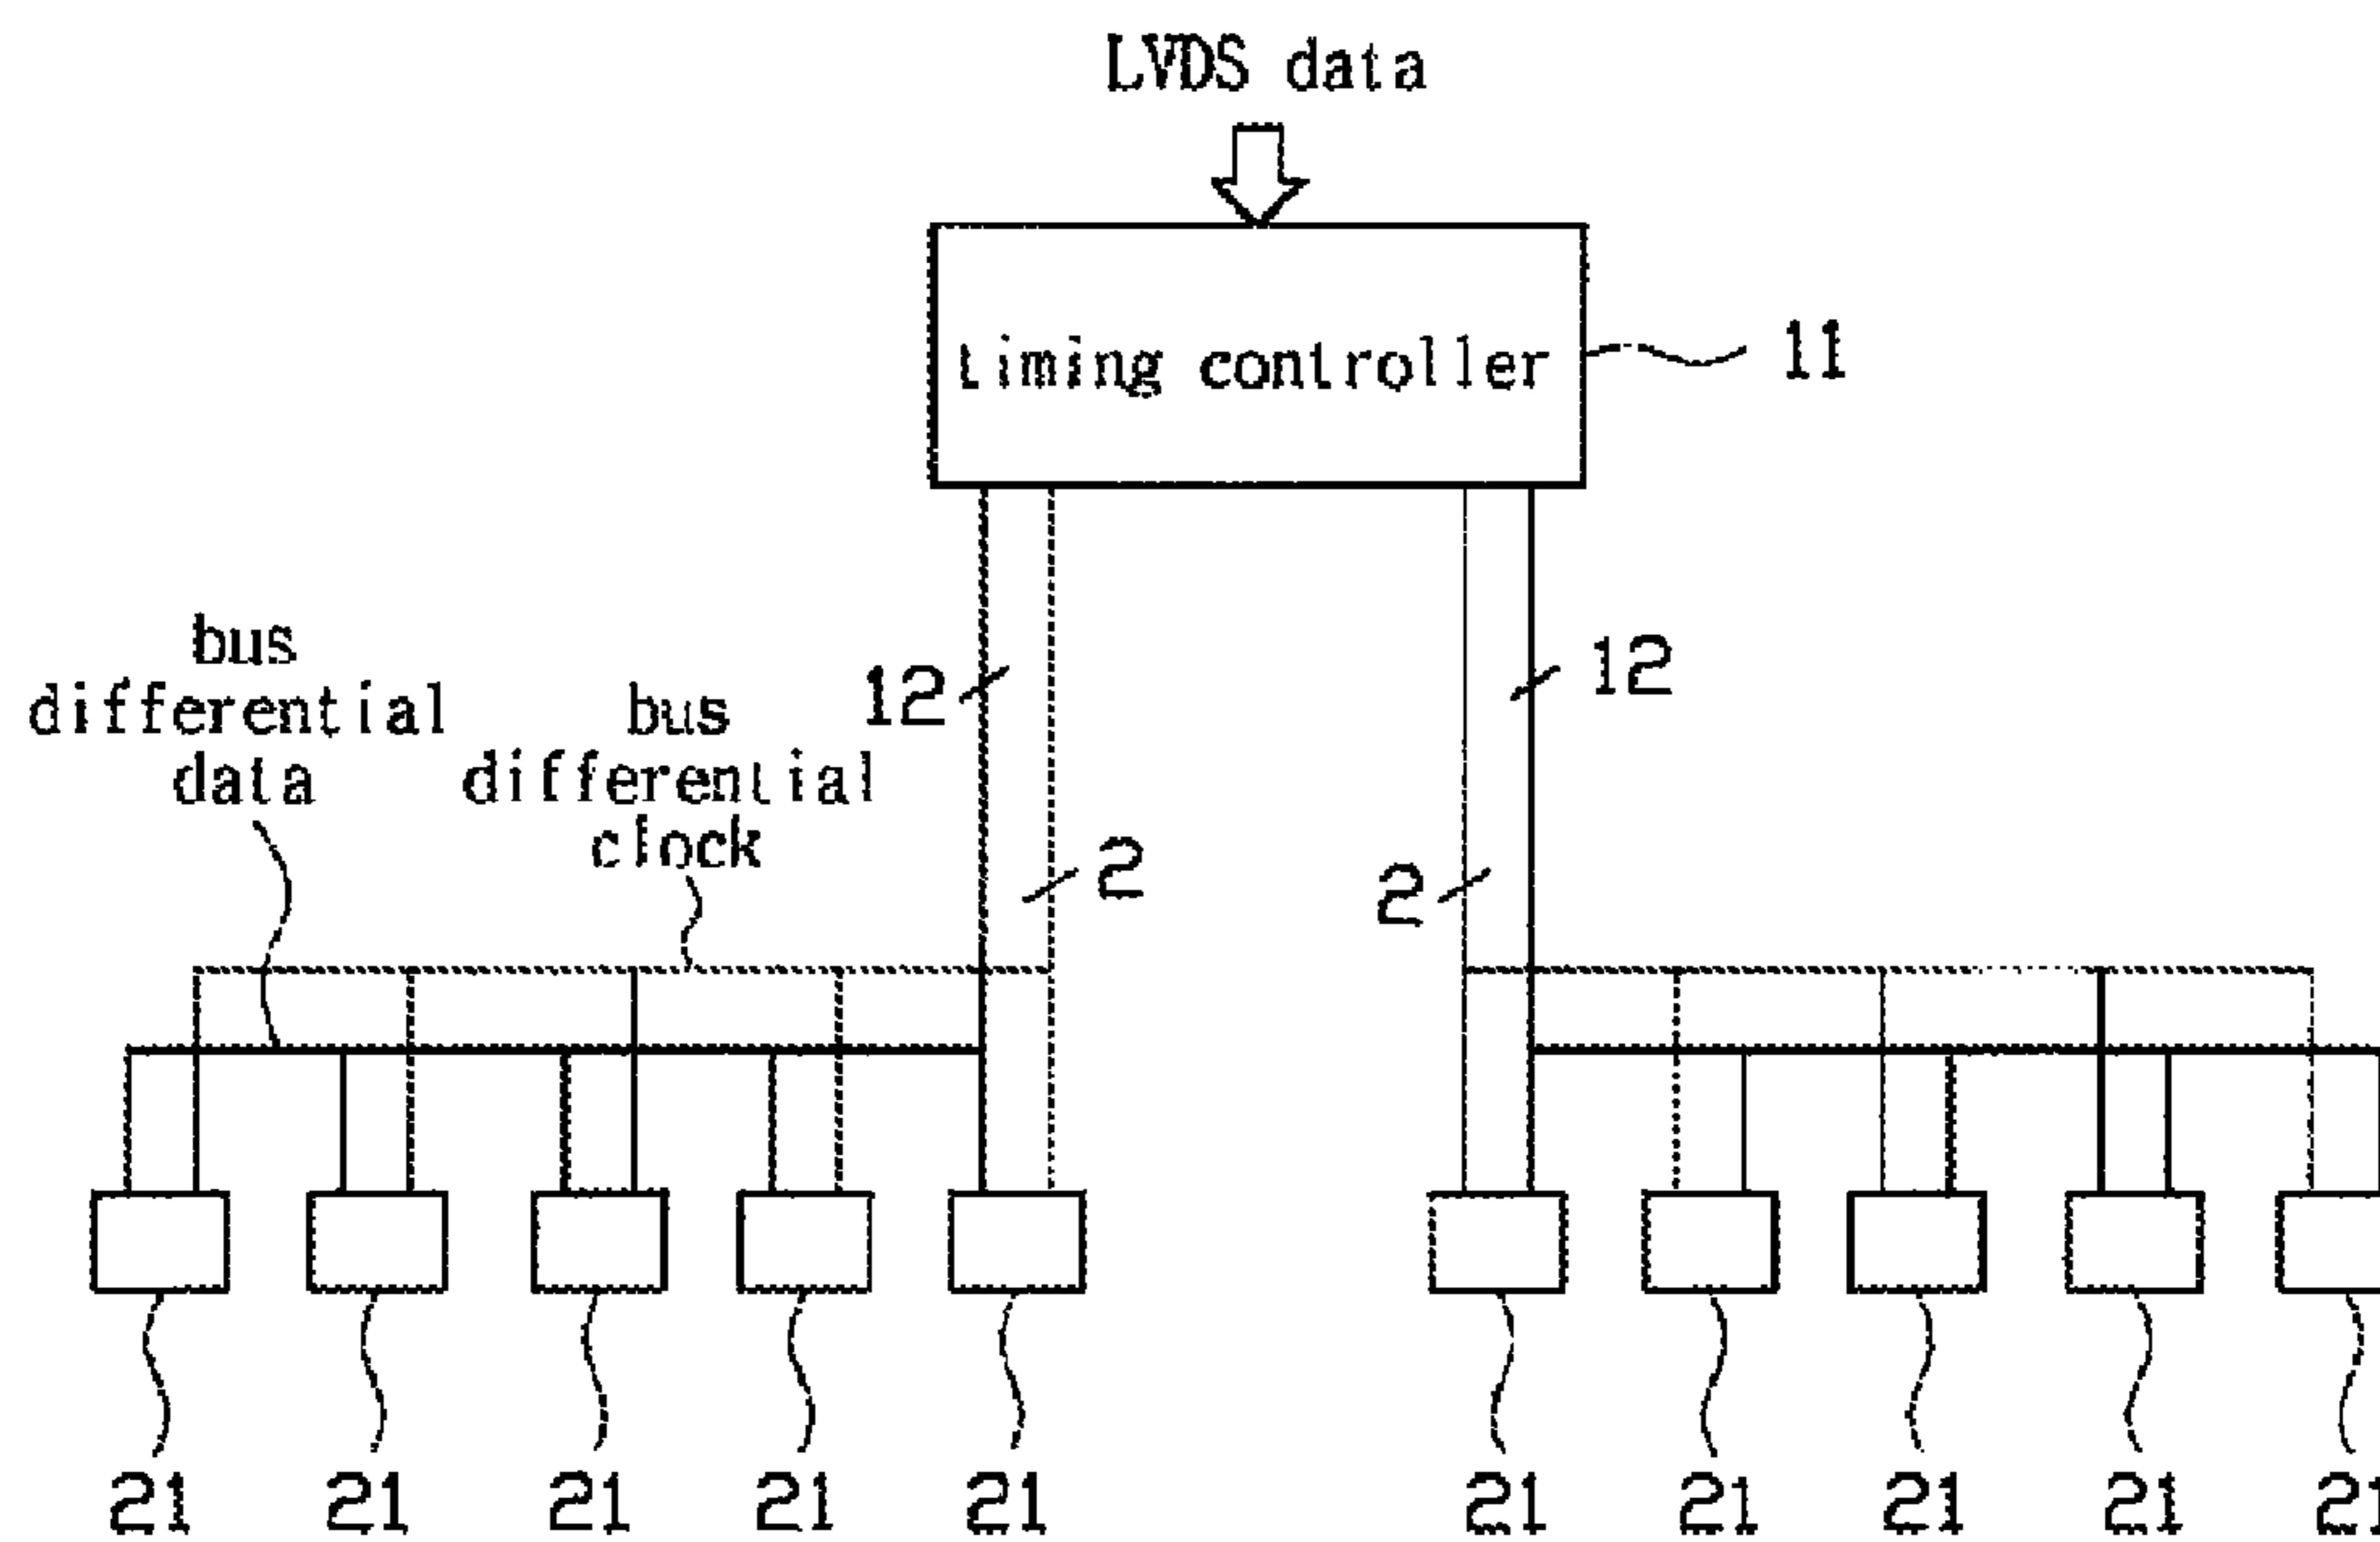 LVDS data
timing controller
11
bus
differential
data
bus
differential
clock
12
12
2
2
21
21
21
21
21
21
21
21
21
21